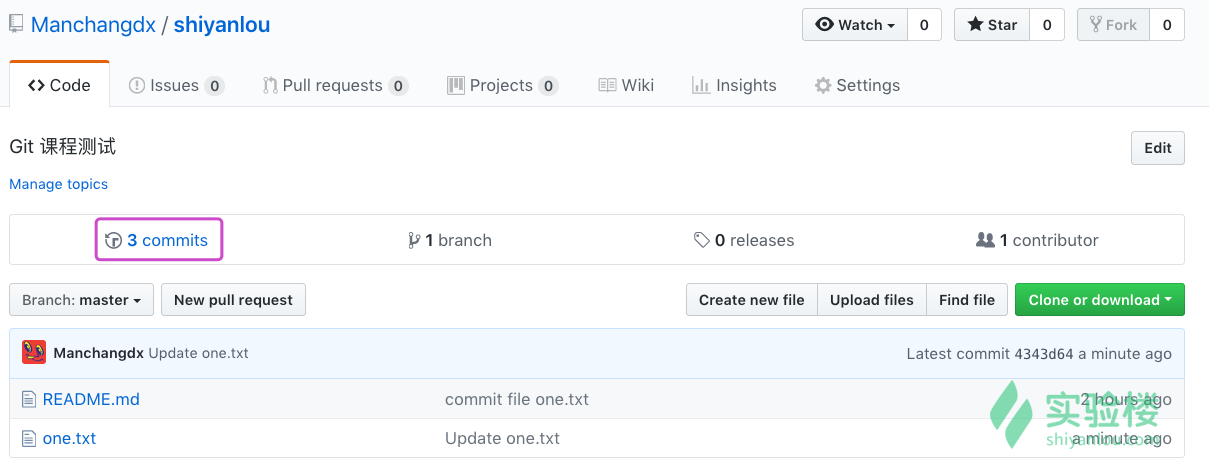 Manchangdx / shiyanlou
Watch 0 Star 0 Fork 0
Code Issues 0 Pull requests 0 Projects 0 Wiki Insights Settings
Git 课程测试
Edit
Manage topics
3 commits 1 branch 0 releases 1 contributor
Branch: master New pull request Create new file Upload files Find file Clone or download
Manchangdx Update one.txt Latest commit 4343d64 a minute ago
README.md commit file one.txt 2 hours ago
实验楼
one.txt Update one.txt a minute ago
shiyanlou.com